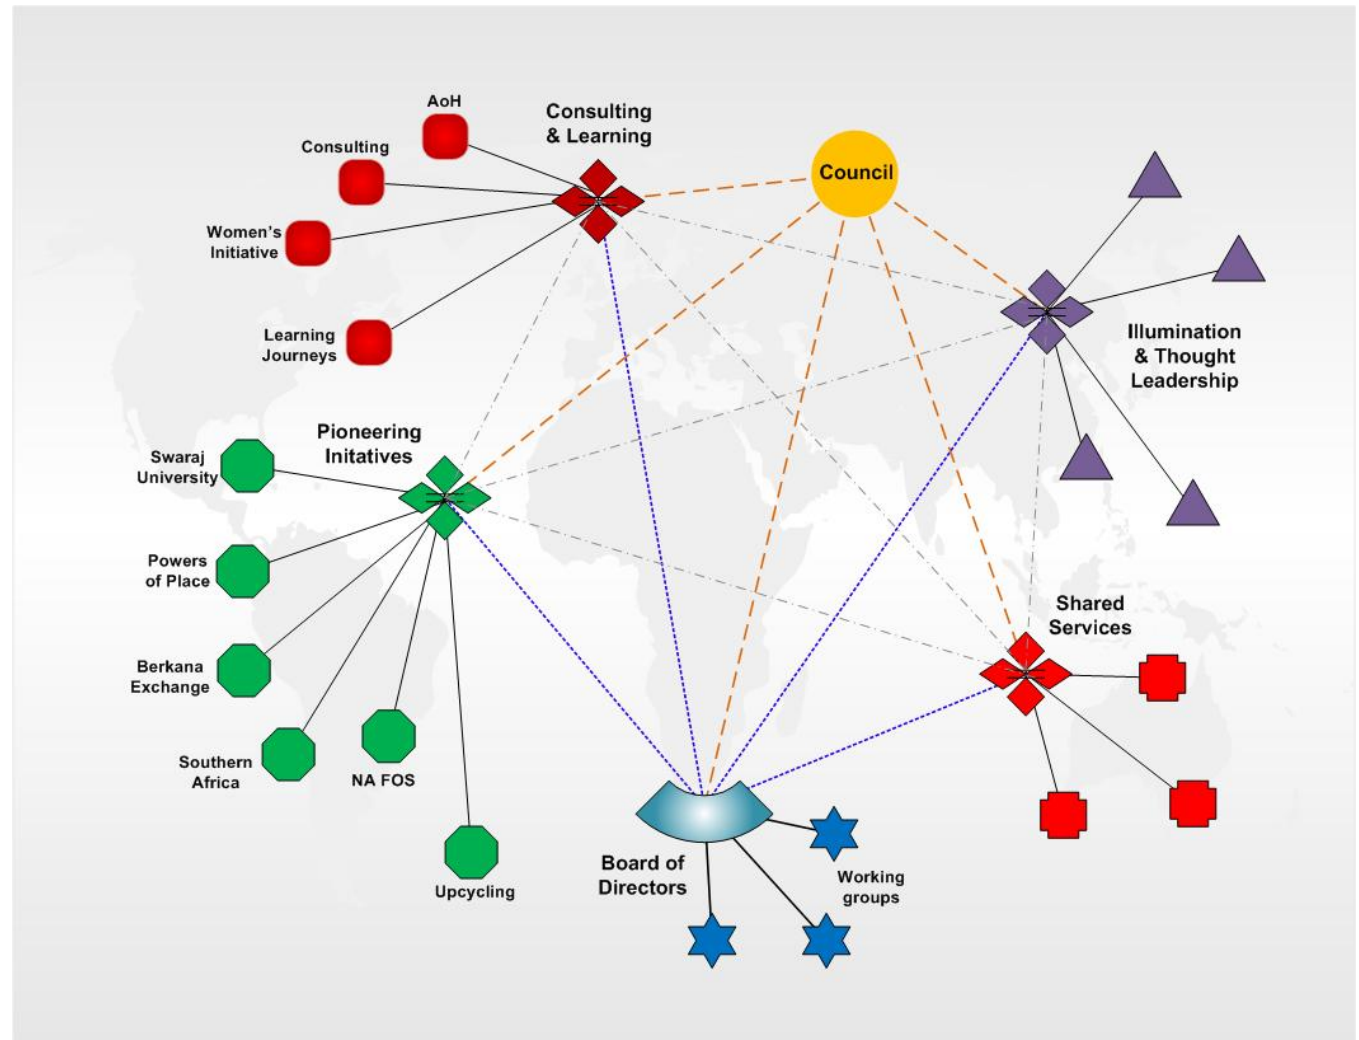 AoH
Consulting
& Learning
Consulting
Council
Women's
Initiative
Illumination
& Thought
Leadership
Learning
Journeys
Pioneering
Initatives
Swaraj
University
Powers
of Place
Shared
Services
Berkana
Exchange
Southern
Africa
NA FOS
Board of
Directors
Working
groups
Upcycling